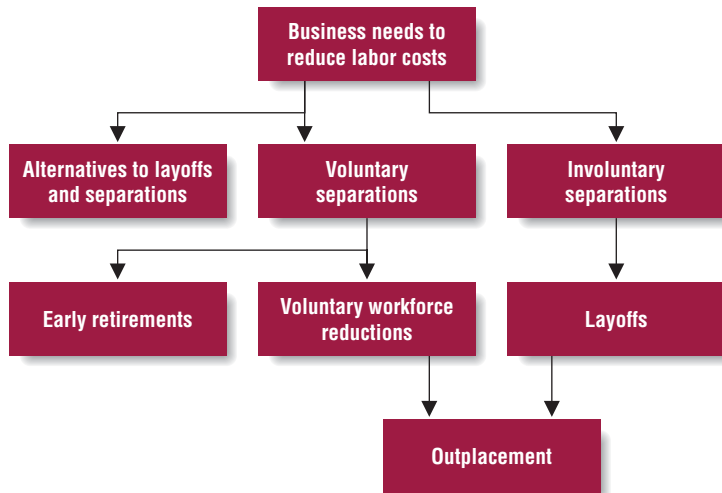 Business needs to
reduce labor costs
Alternatives to layoffs
and separations
Voluntary
separations
Involuntary
separations
Early retirements
Voluntary workforce
reductions
Layoffs
Outplacement